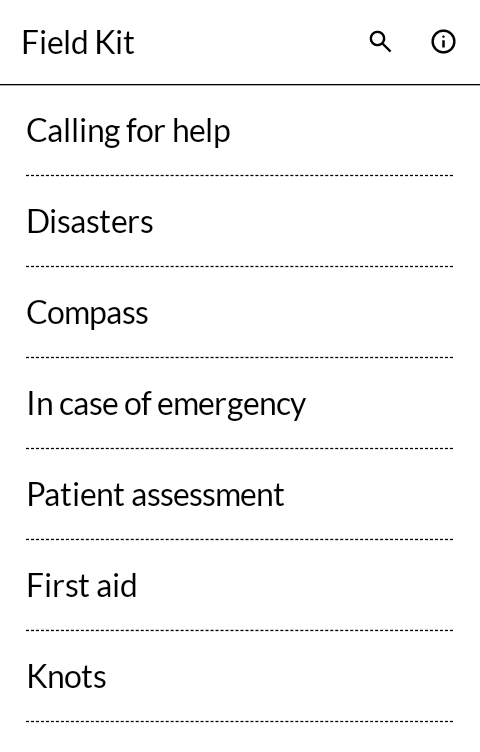 Field Kit
Calling for help
Disasters
Compass
In case of emergency
Patient assessment
First aid
Knots